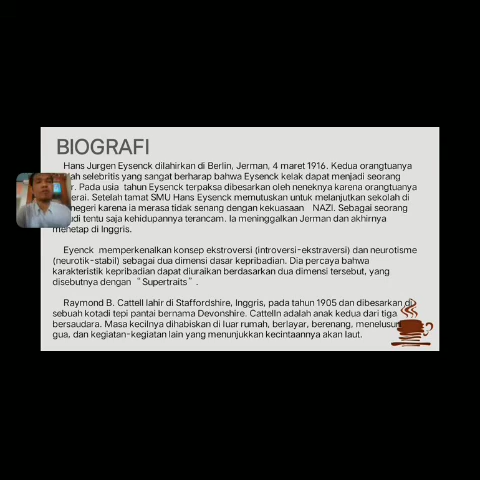 BIOGRAFI
Hans Jurgen Eysenck dilahirkan di Berlin, Jerman, 4 maret 1916. Kedua orangtuanya
lah selebritis yang sangat berharap bahwa Eysenck kelak dapat menjadi seorang
r. Pada usia tahun Eysenck terpaksa dibesarkan oleh neneknya karena orangtuanya
erai. Setelah tamat SMU Hans Eysenck memutuskan untuk melanjutkan sekolah di
negeri karena ia merasa tidak senang dengan kekuasaan NAZI. Sebagai seorang
di tentu saja kehidupannya terancam. Ia meninggalkan Jerman dan akhirnya
menetap di Inggris.
Eyenck memperkenalkan konsep ekstroversi (introversi-ekstraversi) dan neurotisme
(neurotik-stabil) sebagai dua dimensi dasar kepribadian. Dia percaya bahwa
karakteristik kepribadian dapat diuraikan berdasarkan dua dimensi tersebut, yang
disebutnya dengan "Supertraits".
Raymond B. Cattell lahir di Staffordshire, Inggris, pada tahun 1905 dan dibesarkan di
sebuah kotadi tepi pantai bernama Devonshire. Cattelln adalah anak kedua dari tiga
bersaudara. Masa kecilnya dihabiskan di luar rumah, berlayar, berenang, menelusuri
gua, dan kegiatan-kegiatan lain yang menunjukkan kecintaannya akan laut.